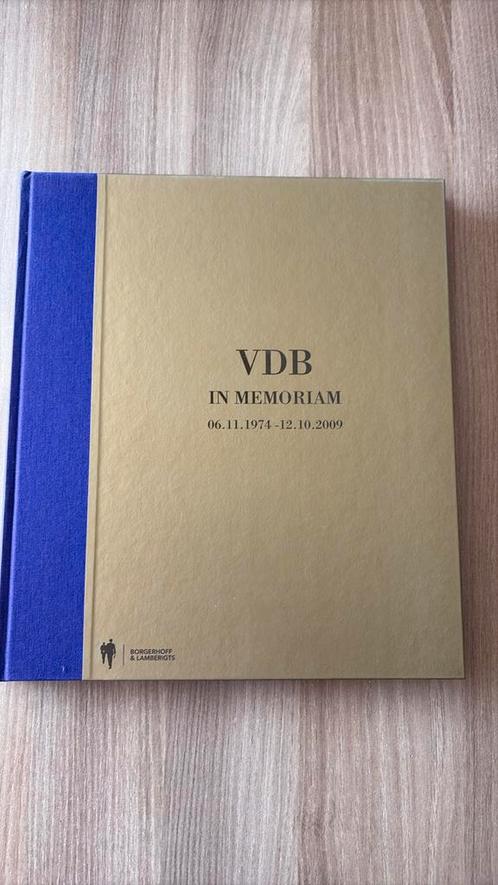 VDB
IN MEMORIAM
06.11.1974 -12.10.2009
BORGERHOFF
& LAMBERIGTS